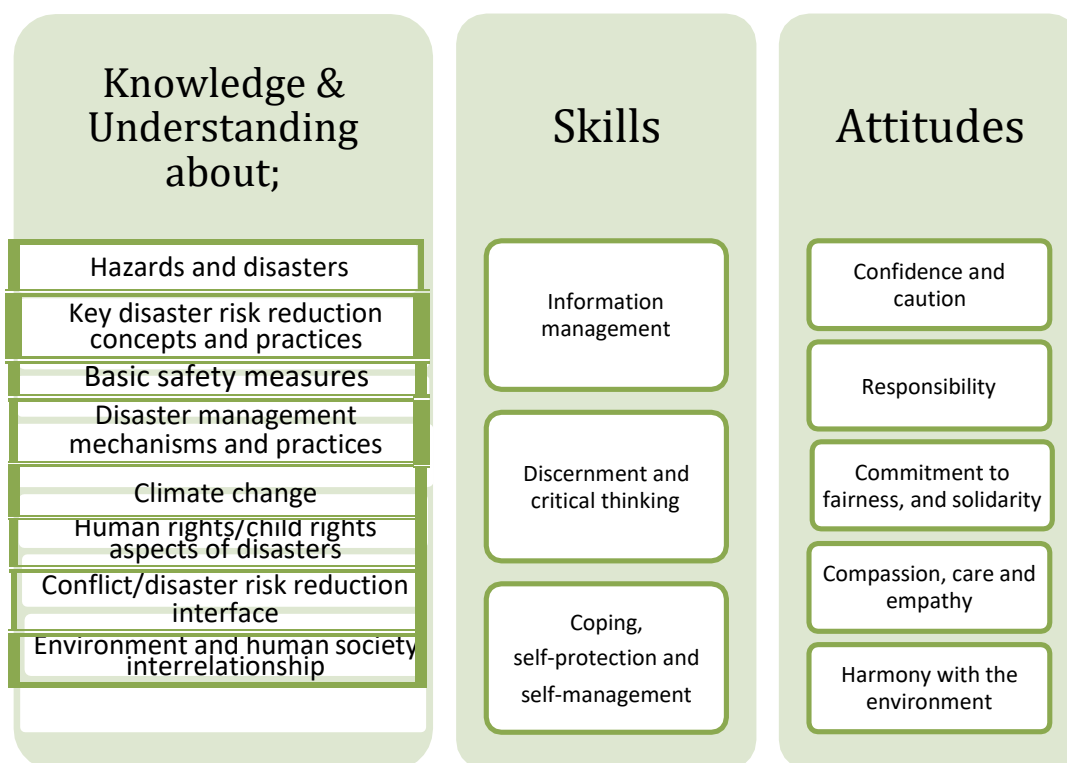 Knowledge &
Understanding
about;
Hazards and disasters
Key disaster risk reduction
concepts and practices
Basic safety measures
Disaster management
mechanisms and practices
Climate change
Human rights/child rights
aspects of disasters
Conflict/disaster risk reduction
interface
Environment and human society
interrelationship
Skills
Information
management
Discernment and
critical thinking
Coping,
self-protection and
self-management
Attitudes
Confidence and
caution
Responsibility
Commitment to
fairness, and solidarity
Compassion, care and
empathy
Harmony with the
environment